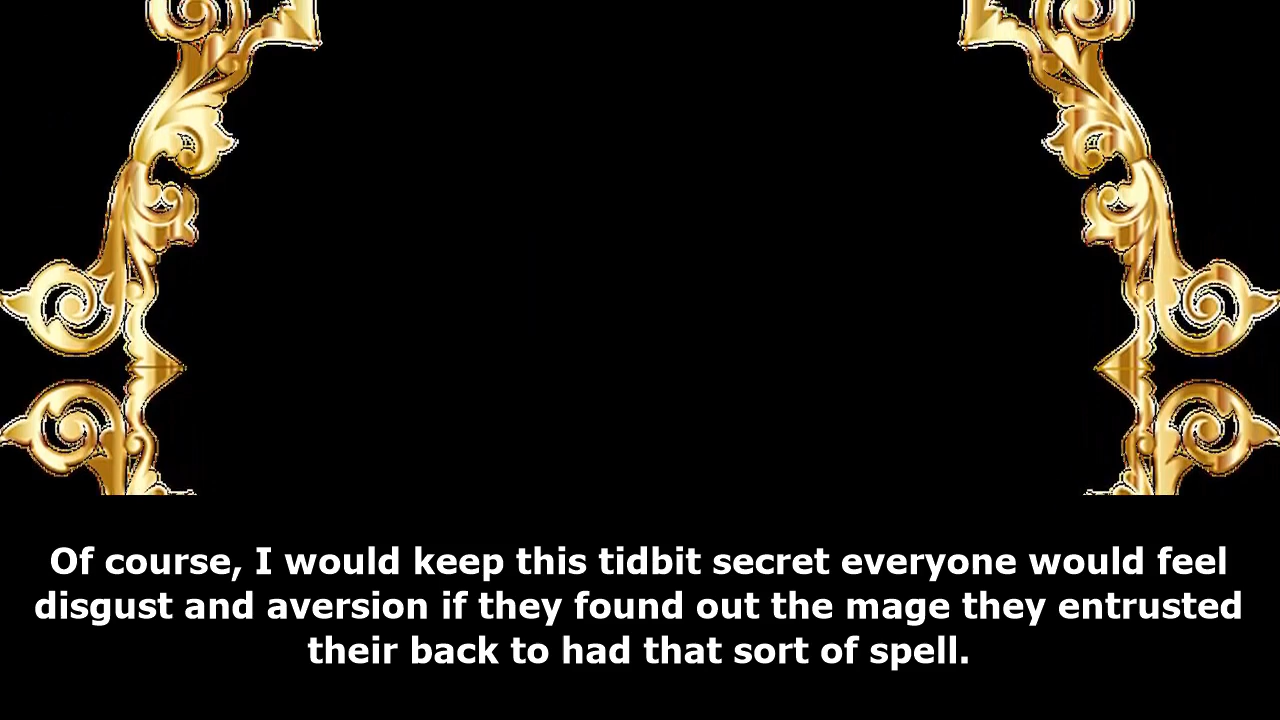 Of course, I would keep this tidbit secret everyone would feel
disgust and aversion if they found out the mage they entrusted
their back to had that sort of spell.